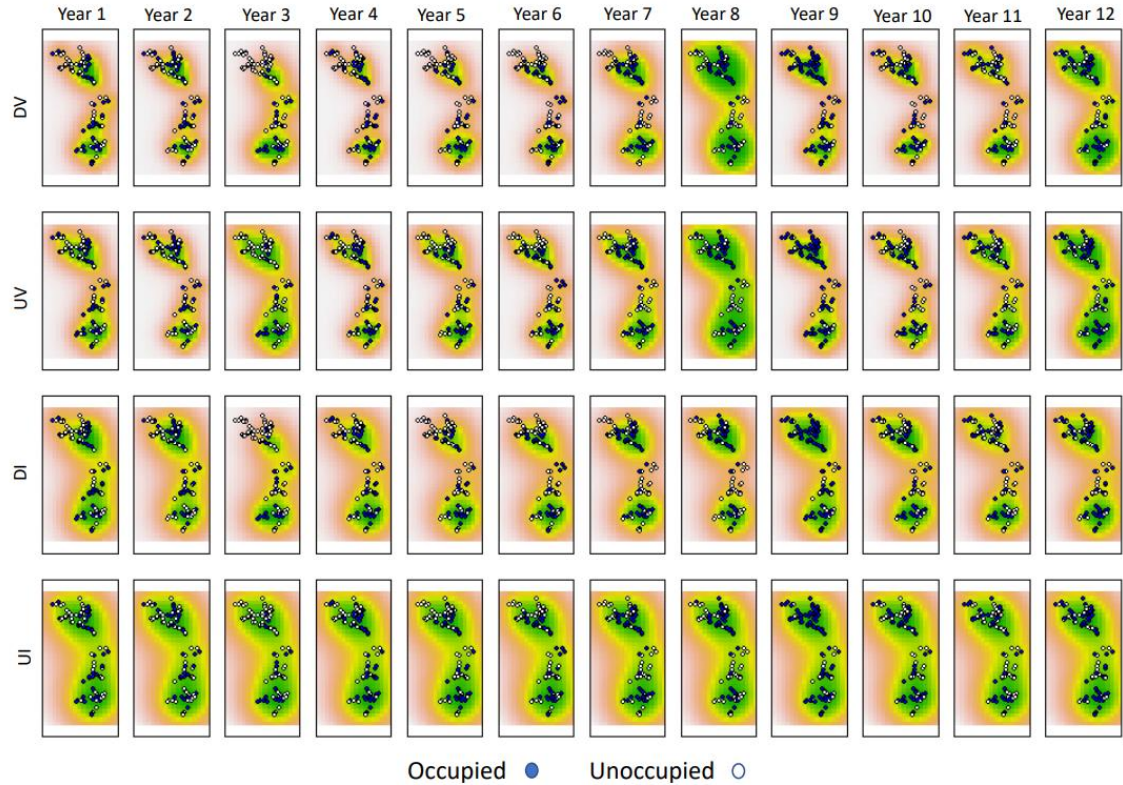 Year 1 Year 2 Year 3 Year 4 Year 5 Year 6 Year 7 Year 8 Year 9 Year 10 Year 11 Year 12
DV
UV
DI
UI
Occupied Unoccupied